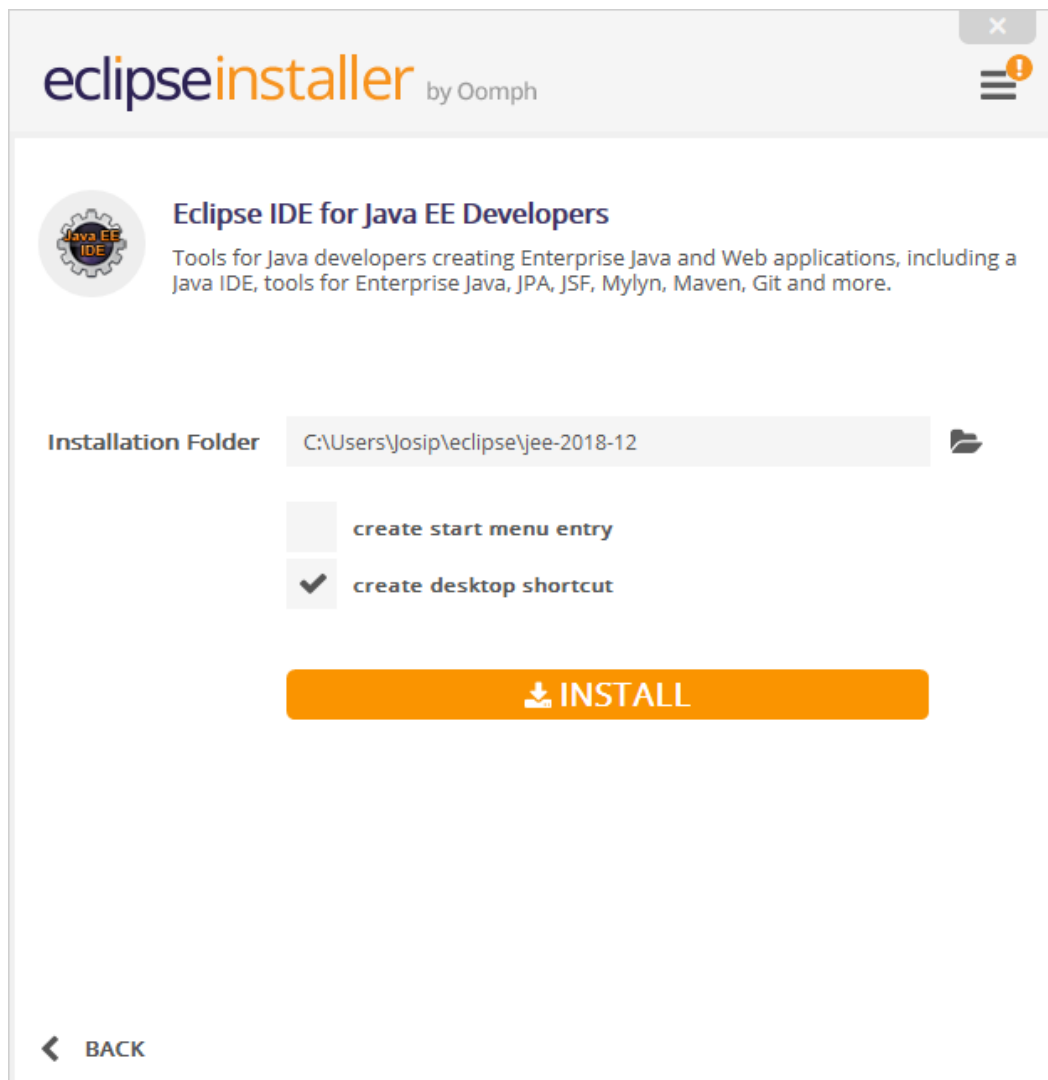 eclipseinstaller by Oomph
Java EE
IDE
Eclipse IDE for Java EE Developers
Tools for Java developers creating Enterprise Java and Web applications, including a
Java IDE, tools for Enterprise Java, JPA, JSF, Mylyn, Maven, Git and more.
Installation Folder C:\Users\Josip\eclipse\jee-2018-12
create start menu entry
create desktop shortcut
INSTALL
BACK